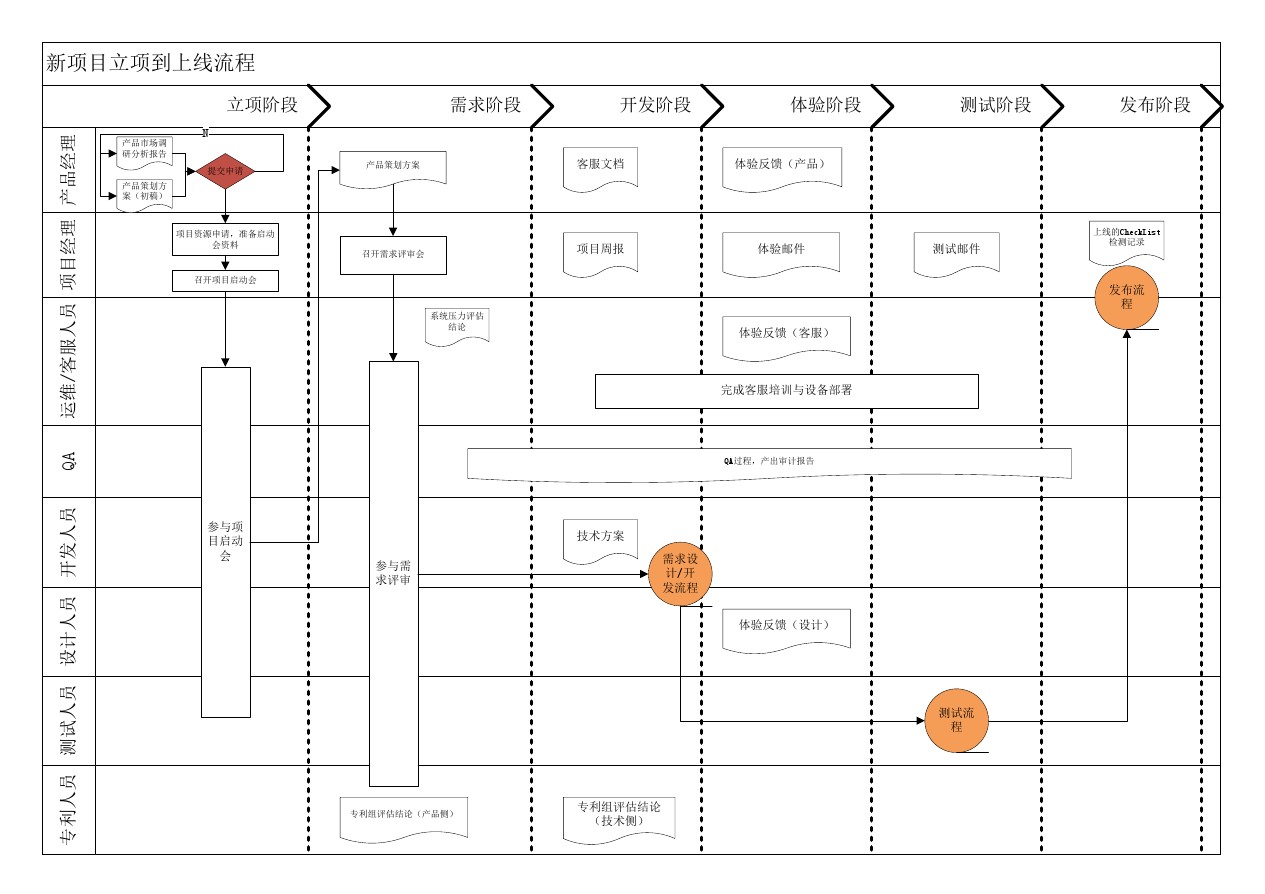 新项目立项到上线流程
立项阶段
需求阶段
开发阶段
体验阶段
测试阶段
发布阶段
产品经理
N
产品市场调
研分析报告
产品策划方
案（初稿）
提交申请
产品策划方案
客服文档
体验反馈（产品）
项目经理
项目资源申请，准备启动
会资料
召开项目启动会
召开需求评审会
项目周报
体验邮件
测试邮件
上线的CheckList
检测记录
发布流
程
运维/客服人员
系统压力评估
结论
体验反馈（客服）
完成客服培训与设备部署
QA
QA过程，产出审计报告
开发人员
参与项
目启动
会
参与需
求评审
技术方案
需求设
计/开
发流程
设计人员
体验反馈（设计）
测试人员
测试流
程
专利人员
专利组评估结论（产品侧）
专利组评估结论
（技术侧）